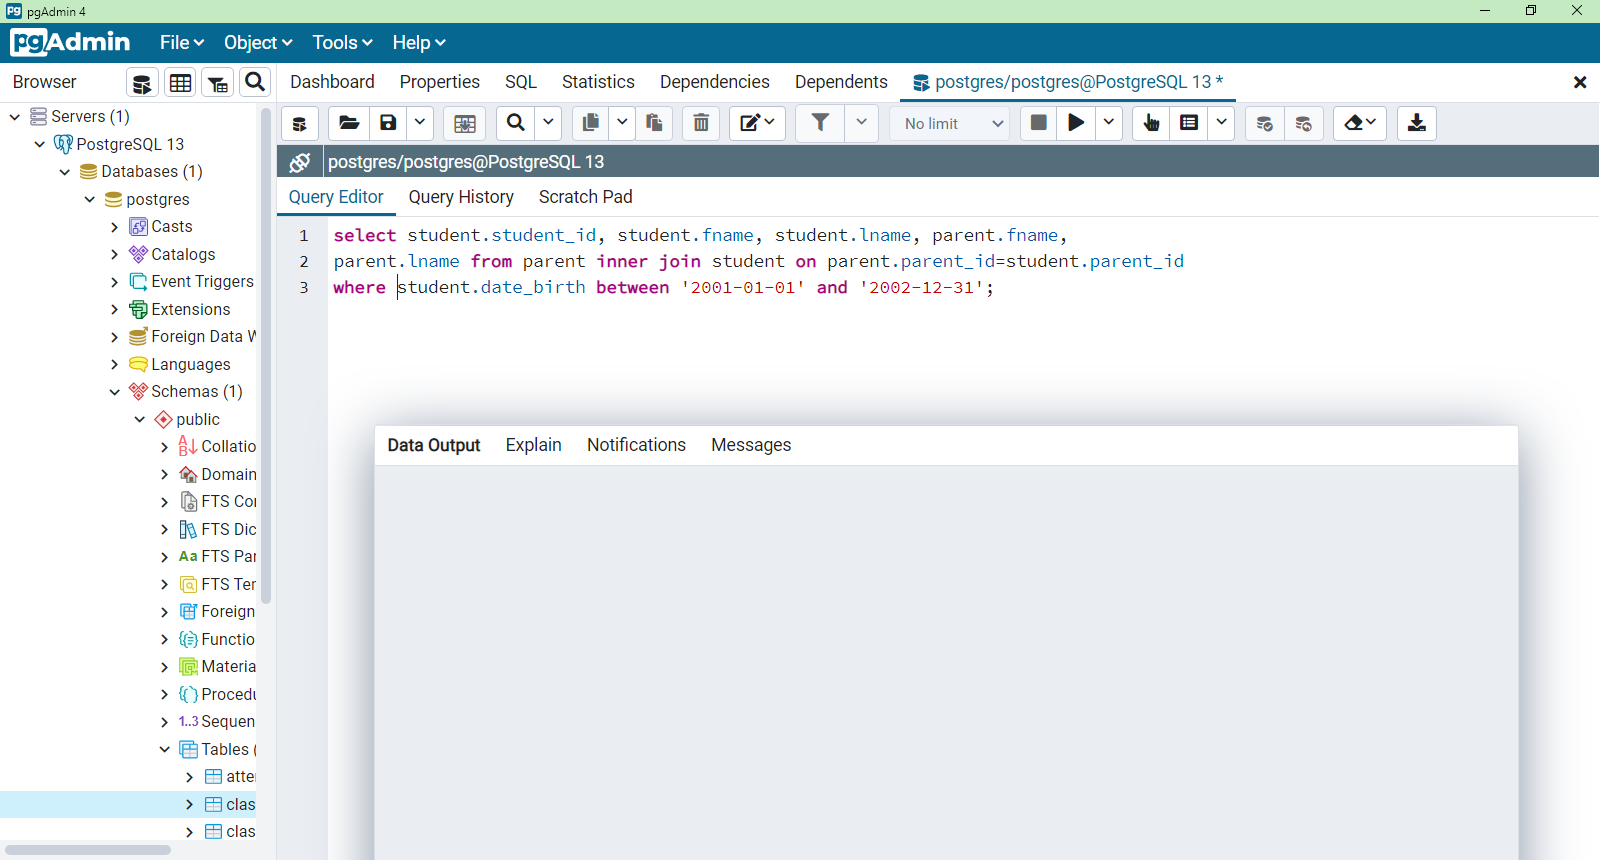 pgAdmin 4
pgAdmin File Object Tools Help
Browser Dashboard Properties SQL Statistics Dependencies Dependents postgres/postgres@PostgreSQL 13 *
No limit
postgres/postgres@PostgreSQL 13
Query Editor Query History Scratch Pad
1 select student.student_id, student.fname, student.lname, parent.fname,
2 parent.lname from parent inner join student on parent.parent_id=student.parent_id
3 where student.date_birth between '2001-01-01' and '2002-12-31';
Data Output Explain Notifications Messages
Servers (1)
PostgreSQL 13
Databases (1)
postgres
Casts
Catalogs
Event Triggers
Extensions
Foreign Data W
Languages
Schemas (1)
public
Collatio
Domain
FTS Co
FTS Dic
Aa FTS Par
FTS Ter
Foreign
Functio
Materia
Procedu
1..3 Sequen
Tables (
atte
clas
clas